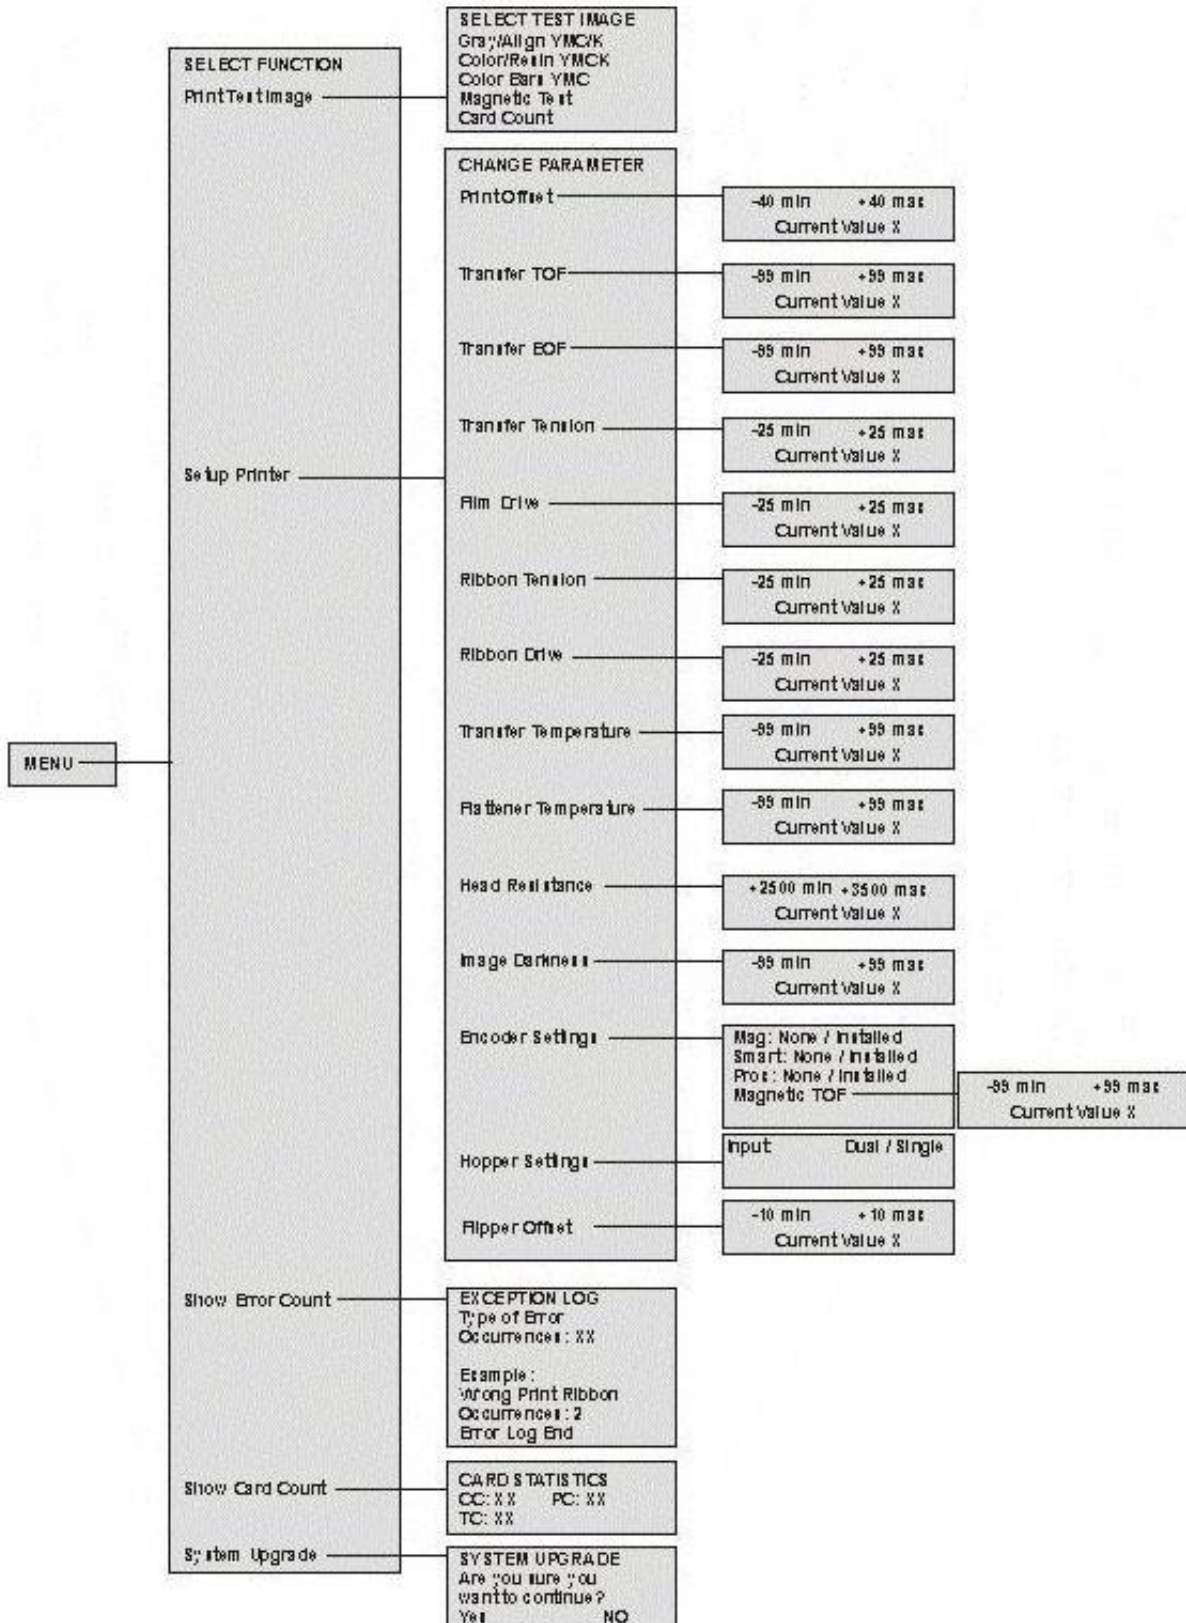 MENU
SELECT FUNCTION
Print Test Image
SELECT TEST IMAGE
Gray/Align YMC/K
Color/Resin YMCK
Color Bars YMC
Magnetic Test
Card Count
Setup Printer
CHANGE PARAMETER
Print Offset
-40 min +40 max
Current Value X
Transfer TOF
-99 min +99 max
Current Value X
Transfer EOF
-99 min +99 max
Current Value X
Transfer Tension
-25 min +25 max
Current Value X
Film Drive
-25 min +25 max
Current Value X
Ribbon Tension
-25 min +25 max
Current Value X
Ribbon Drive
-25 min +25 max
Current Value X
Transfer Temperature
-99 min +99 max
Current Value X
Flattener Temperature
-99 min +99 max
Current Value X
Head Resistance
+2500 min +3500 max
Current Value X
Image Darkness
-99 min +99 max
Current Value X
Encoder Settings
Mag: None / Installed
Smart: None / Installed
Prox: None / Installed
Magnetic TOF
-99 min +99 max
Current Value X
Hopper Settings
Input Dual / Single
Flipper Offset
-10 min +10 max
Current Value X
Show Error Count
EXCEPTION LOG
Type of Error
Occurrences: XX
Example:
Wrong Print Ribbon
Occurrences: 2
Error Log End
Show Card Count
CARD STATISTICS
CC: XX PC: XX
TC: XX
System Upgrade
SYSTEM UPGRADE
Are you sure you
want to continue?
Yes NO